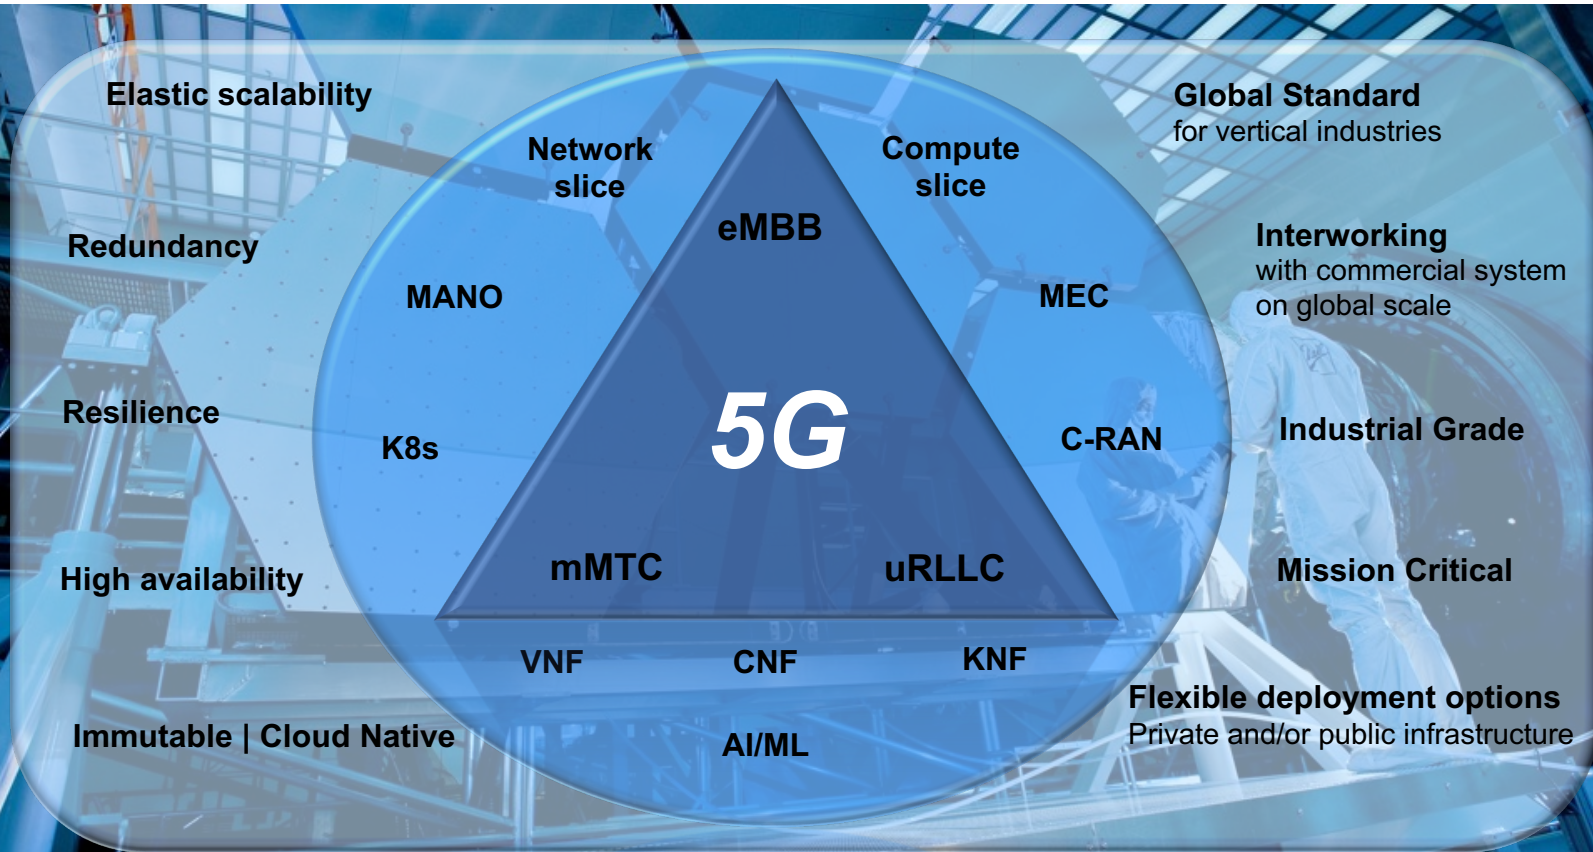 Elastic scalability
Redundancy
Resilience
High availability
Immutable | Cloud Native
Network
slice
MANO
K8s
eMBB
5G
mMTC
uRLLC
VNF
CNF
KNF
AI/ML
Compute
slice
MEC
C-RAN
Global Standard
for vertical industries
Interworking
with commercial system
on global scale
Industrial Grade
Mission Critical
Flexible deployment options
Private and/or public infrastructure